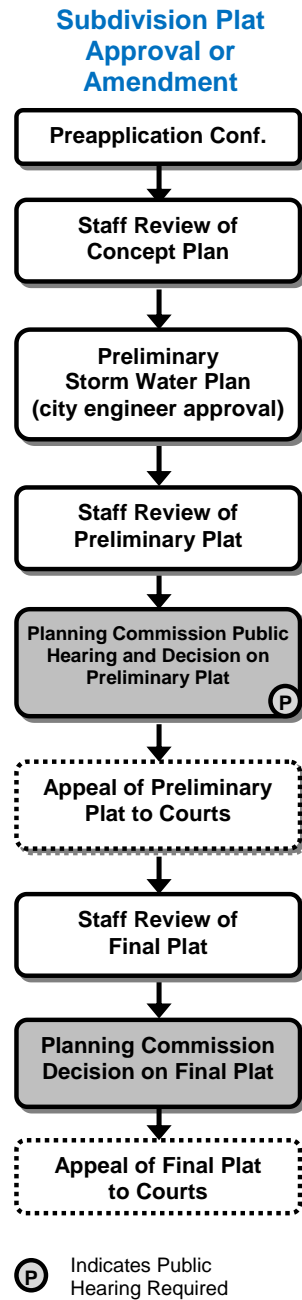 Subdivision Plat
Approval or
Amendment
Preapplication Conf.
Staff Review of
Concept Plan
Preliminary
Storm Water Plan
(city engineer approval)
Staff Review of
Preliminary Plat
Planning Commission Public
Hearing and Decision on
Preliminary Plat
P
Appeal of Preliminary
Plat to Courts
Staff Review of
Final Plat
Planning Commission
Decision on Final Plat
Appeal of Final Plat
to Courts
P
Indicates Public
Hearing Required